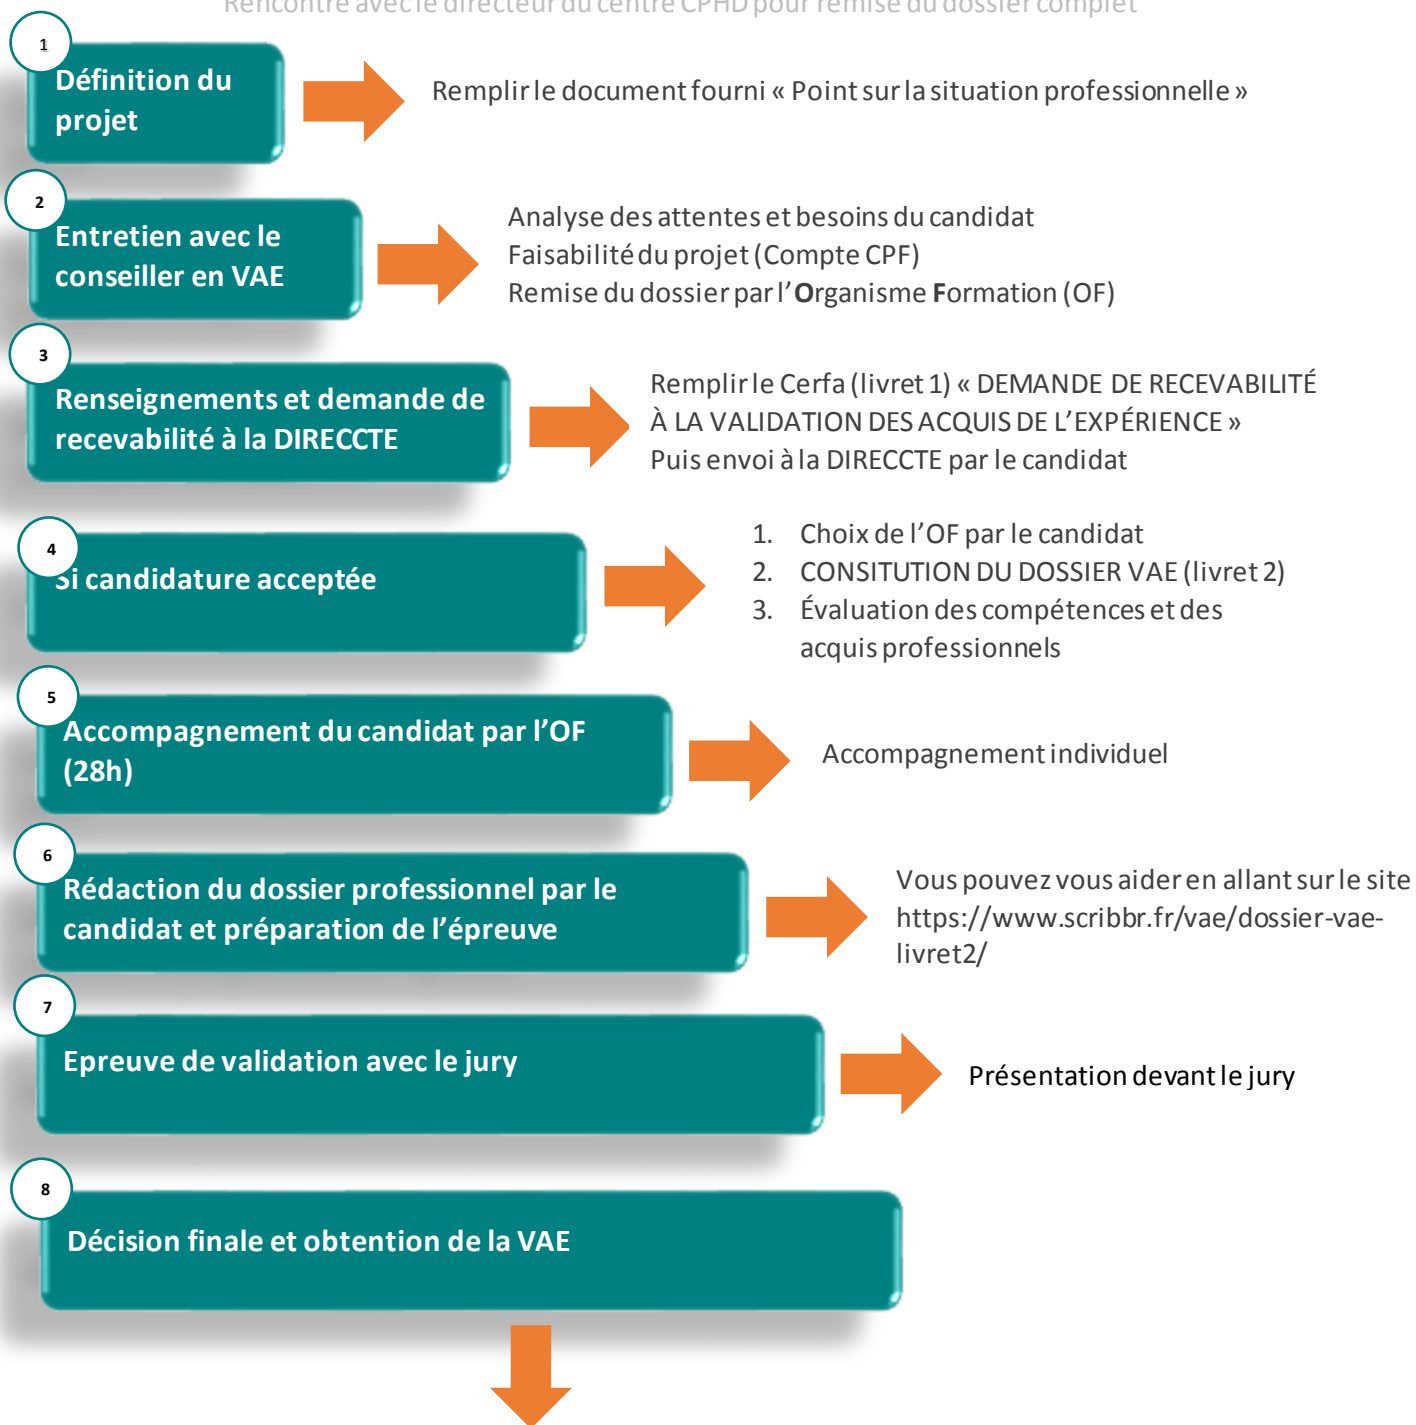 Rencontre avec le directeur du centre CPHD pour remise du dossier complet
1
Définition du
projet
Remplir le document fourni « Point sur la situation professionnelle »
2
Entretien avec le
conseiller en VAE
Analyse des attentes et besoins du candidat
Faisabilité du projet (Compte CPF)
Remise du dossier par l’Organisme Formation (OF)
3
Renseignements et demande de
recevabilité à la DIRECCTE
Remplir le Cerfa (livret 1) « DEMANDE DE RECEVABILITÉ
À LA VALIDATION DES ACQUIS DE L’EXPÉRIENCE »
Puis envoi à la DIRECCTE par le candidat
4
Si candidature acceptée
1. Choix de l’OF par le candidat
2. CONSITUTION DU DOSSIER VAE (livret 2)
3. Évaluation des compétences et des
acquis professionnels
5
Accompagnement du candidat par l’OF
(28h)
Accompagnement individuel
6
Rédaction du dossier professionnel par le
candidat et préparation de l’épreuve
Vous pouvez vous aider en allant sur le site
https://www.scribbr.fr/vae/dossier-vae-
livret2/
7
Epreuve de validation avec le jury
Présentation devant le jury
8
Décision finale et obtention de la VAE